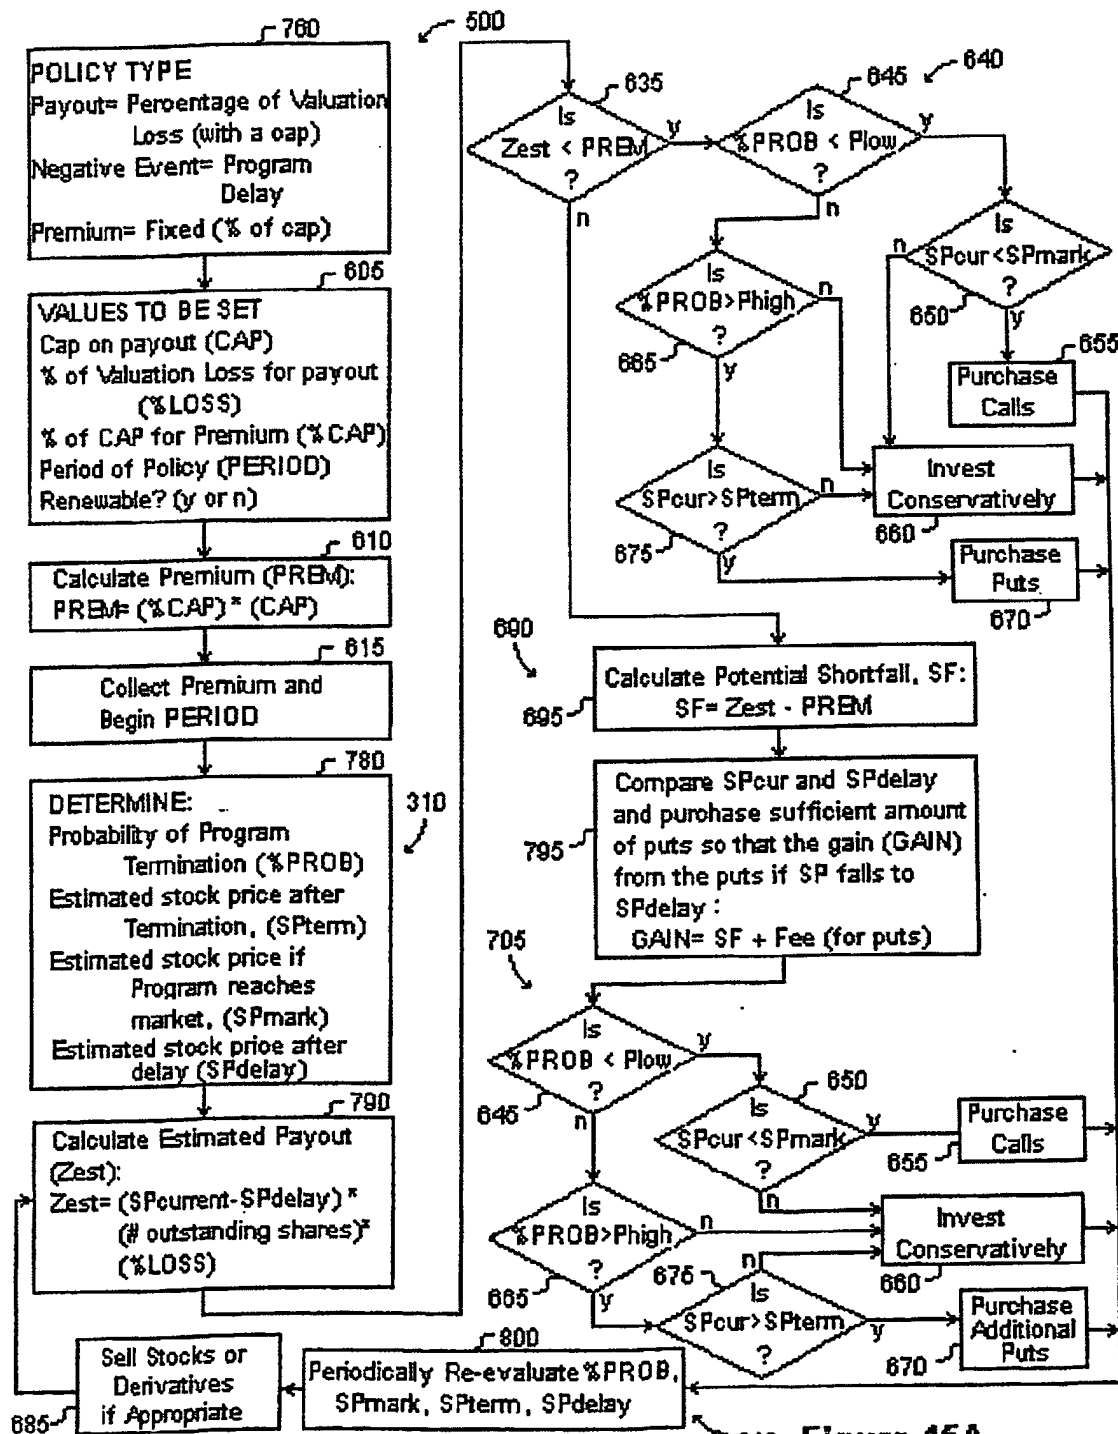 760
500
POLICY TYPE
Payout= Percentage of Valuation
Loss (with a cap)
Negative Event= Program
Delay
Premium= Fixed (% of cap)
605
VALUES TO BE SET
Cap on payout (CAP)
% of Valuation Loss for payout
(%LOSS)
% of CAP for Premium (%CAP)
Period of Policy (PERIOD)
Renewable? (y or n)
610
Calculate Premium (PREM):
PREM= (%CAP)* (CAP)
615
Collect Premium and
Begin PERIOD
780
310
DETERMINE:
Probability of Program
Termination (%PROB)
Estimated stock price after
Termination, (SPterm)
Estimated stock price if
Program reaches
market, (SPmark)
Estimated stock price after
delay (SPdelay)
790
Calculate Estimated Payout
(Zest):
Zest= (SPcurrent-SPdelay)*
(# outstanding shares)*
(%LOSS)
635
Is
Zest < PREM
?
y
n
645
640
Is
%PROB < Plow
?
y
n
Is
SPcur<SPmark
?
n
y
650
655
Purchase
Calls
Is
%PROB>Phigh
?
n
y
665
Is
SPcur>SPterm
?
n
y
675
Invest
Conservatively
660
Purchase
Puts
670
690
Calculate Potential Shortfall, SF:
SF= Zest - PREM
695
Compare SPcur and SPdelay
and purchase sufficient amount
of puts so that the gain (GAIN)
from the puts if SP falls to
SPdelay :
GAIN= SF + Fee (for puts)
795
705
Is
%PROB < Plow
?
y
n
645
650
Is
SPcur<SPmark
?
y
n
Purchase
Calls
655
Is
%PROB>Phigh
?
n
y
665
Invest
Conservatively
660
675
n
Is
SPcur>SPterm
?
y
Purchase
Additional
Puts
670
800
Periodically Re-evaluate %PROB,
SPmark, SPterm, SPdelay
Sell Stocks or
Derivatives
if Appropriate
685
Figure 15A